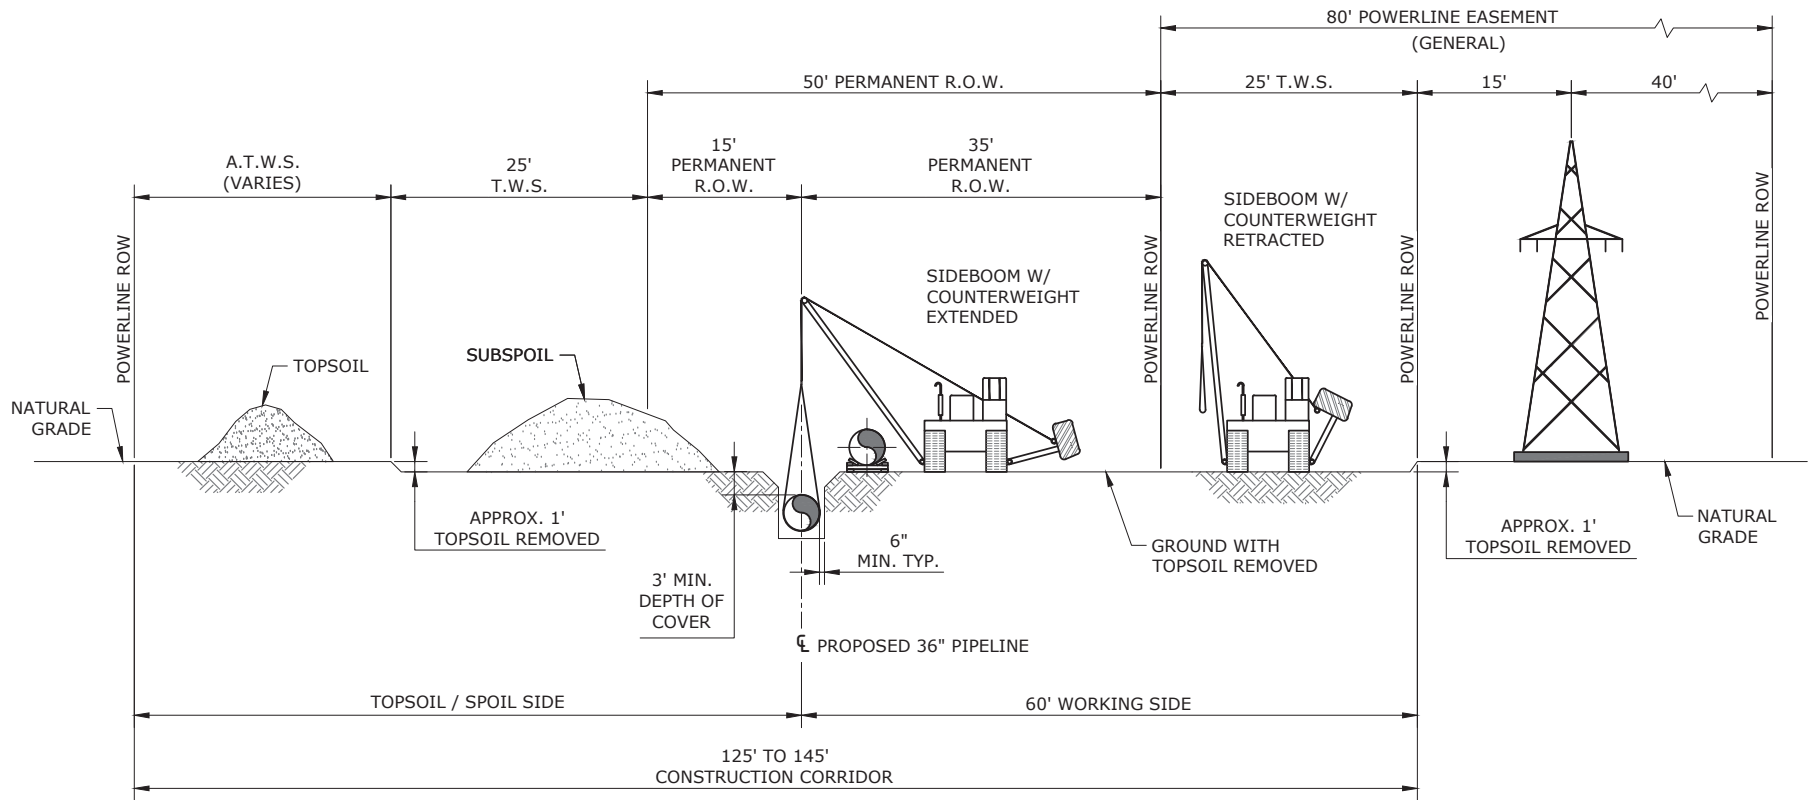 80' POWERLINE EASEMENT
(GENERAL)
50' PERMANENT R.O.W.
25' T.W.S.
15'
40'
A.T.W.S.
(VARIES)
25'
T.W.S.
15'
PERMANENT
R.O.W.
35'
PERMANENT
R.O.W.
SIDEBOOM W/
COUNTERWEIGHT
RETRACTED
POWERLINE ROW
POWERLINE ROW
POWERLINE ROW
POWERLINE ROW
SIDEBOOM W/
COUNTERWEIGHT
EXTENDED
TOPSOIL
SUBSPOIL
NATURAL
GRADE
APPROX. 1'
TOPSOIL REMOVED
6"
MIN. TYP.
GROUND WITH
TOPSOIL REMOVED
APPROX. 1'
TOPSOIL REMOVED
NATURAL
GRADE
3' MIN.
DEPTH OF
COVER
℄ PROPOSED 36" PIPELINE
TOPSOIL / SPOIL SIDE
60' WORKING SIDE
125' TO 145'
CONSTRUCTION CORRIDOR